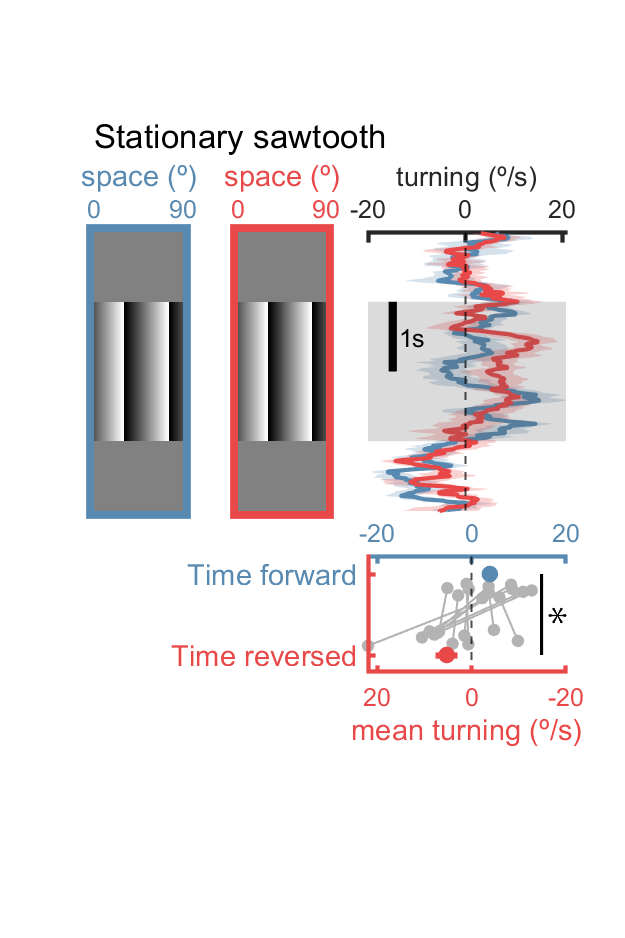 Stationary sawtooth
space (º) space (º) turning (º/s)
0 90 0 90 -20 0 20
1s
-20 0 20
Time forward
*
Time reversed
20 0 -20
mean turning (º/s)